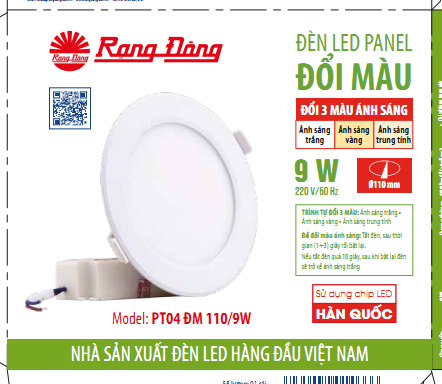 Rạng Đông
Rạng Đông
ĐÈN LED PANEL
ĐỔI MÀU
ĐỔI 3 MÀU ÁNH SÁNG
Ánh sáng trắng
Ánh sáng vàng
Ánh sáng trung tính
9 W
220 V/50 Hz
Ø110mm
TRÌNH TỰ ĐỔI 3 MÀU: Ánh sáng trắng •
Ánh sáng vàng • Ánh sáng trung tính
Để đổi màu ánh sáng: Tắt đèn, sau thời
gian (1÷3) giây rồi bật lại.
Nếu tắt đèn quá 10 giây, sau khi bật lại đèn
sẽ trở về ánh sáng trắng
Sử dụng chip LED
HÀN QUỐC
Model: PT04 ĐM 110/9W
NHÀ SẢN XUẤT ĐÈN LED HÀNG ĐẦU VIỆT NAM